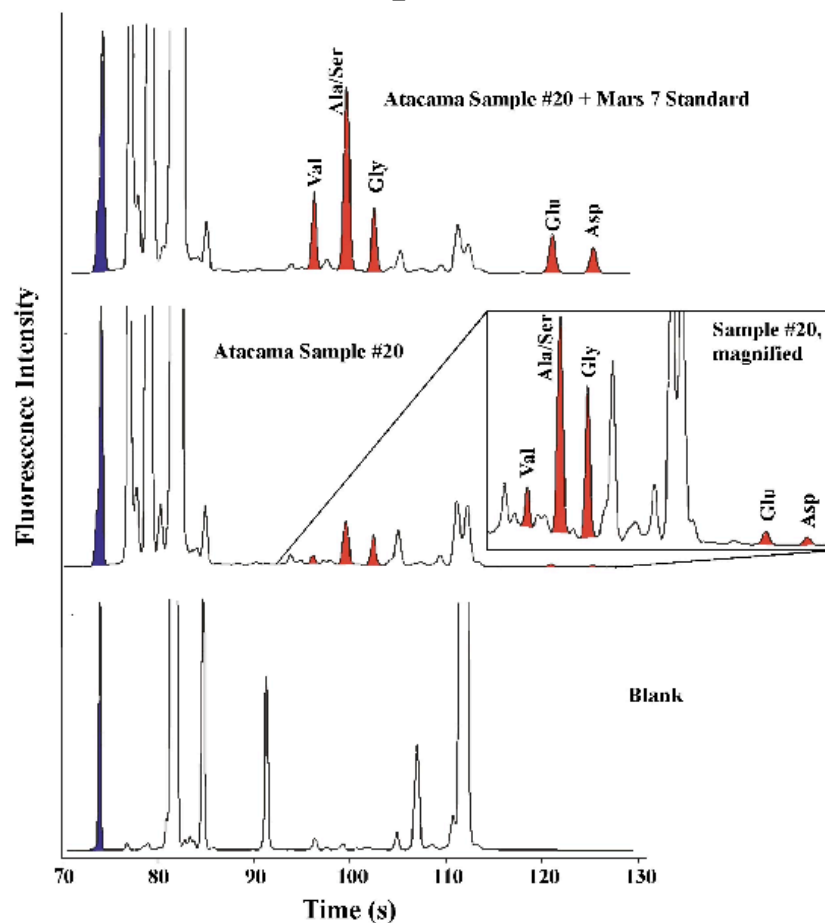 Atacama Sample #20 + Mars 7 Standard
Val
Ala/Ser
Gly
Glu
Asp
Fluorescence Intensity
Atacama Sample #20
Sample #20,
magnified
Val
Ala/Ser
Gly
Glu
Asp
Blank
70 80 90 100 110 120 130
Time (s)